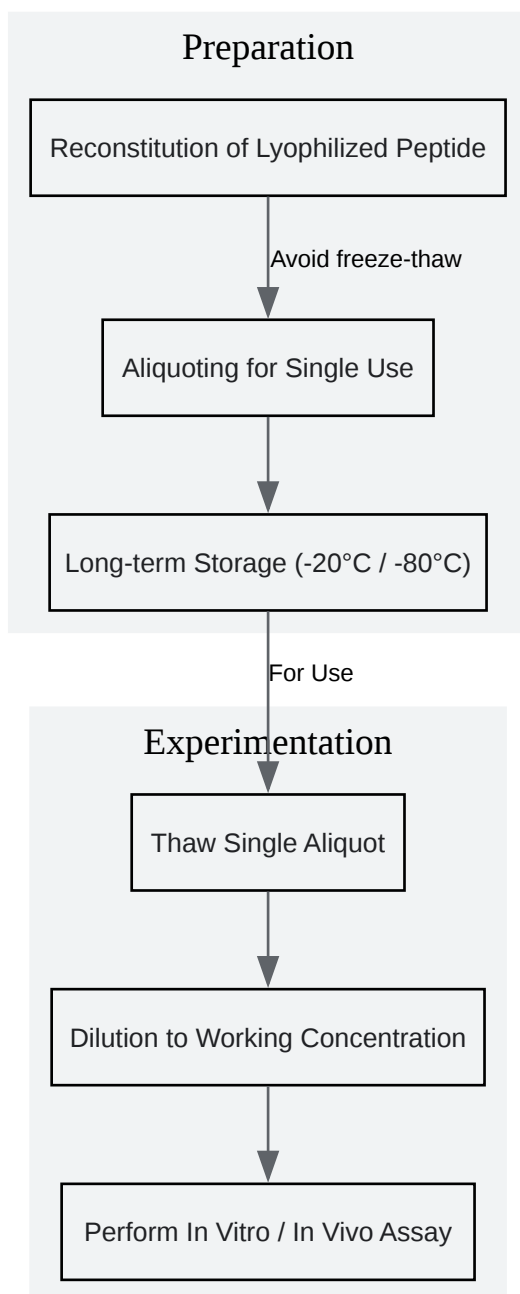 Preparation
Reconstitution of Lyophilized Peptide
Avoid freeze-thaw
Aliquoting for Single Use
Long-term Storage (-20°C / -80°C)
For Use
Experimentation
Thaw Single Aliquot
Dilution to Working Concentration
Perform In Vitro / In Vivo Assay